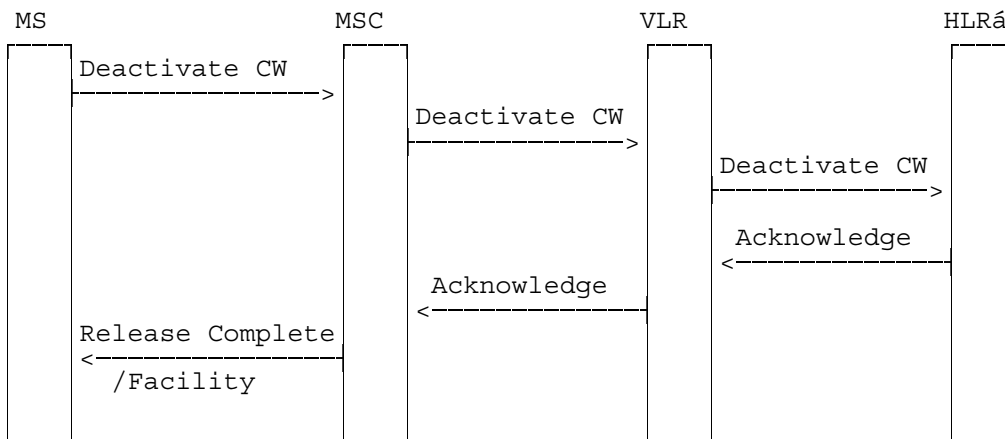 MS MSC VLR HLRá
Deactivate CW
Deactivate CW
Deactivate CW
Acknowledge
Acknowledge
Release Complete
/Facility